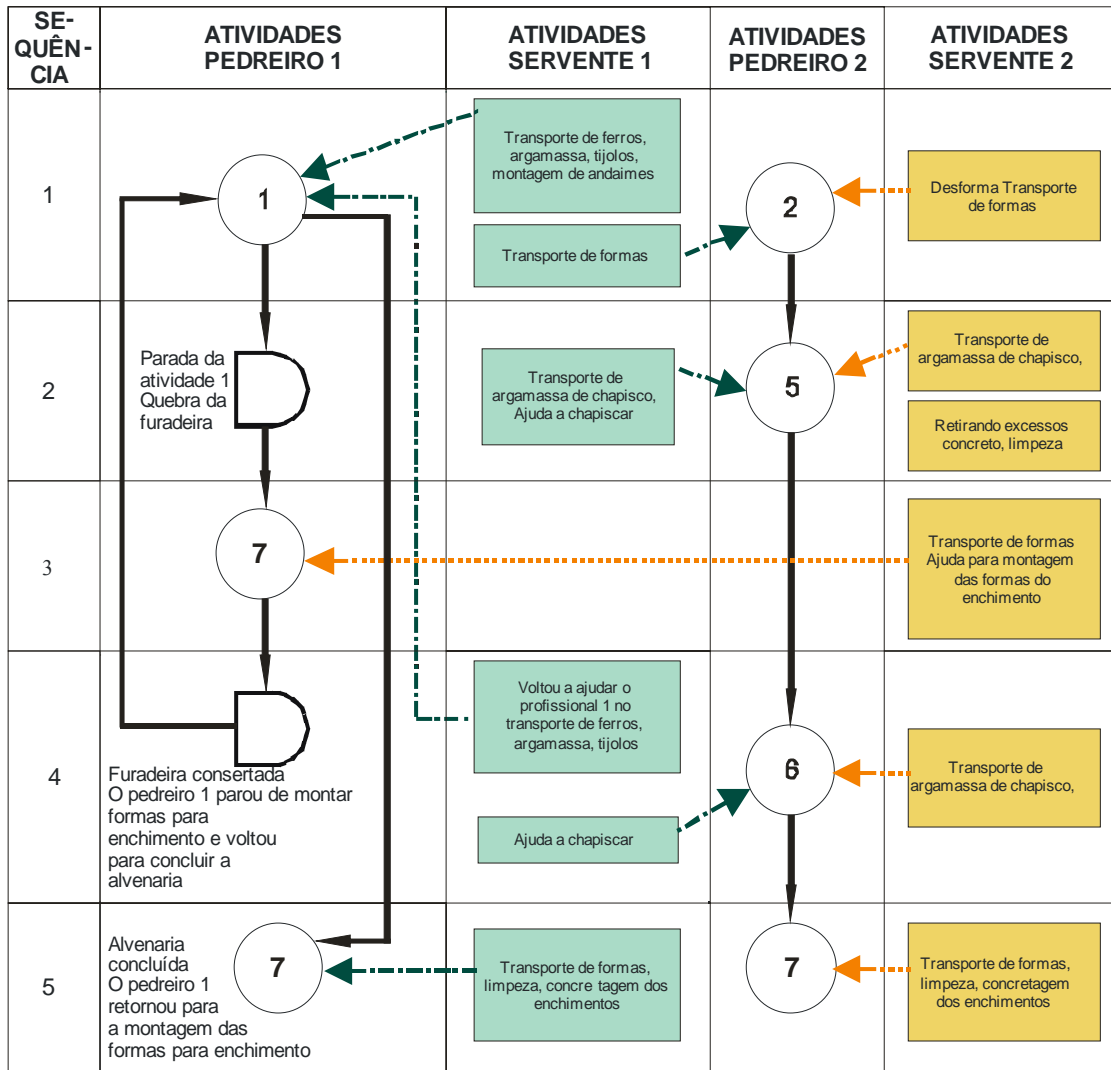 SE-
QUÊN-
CIA
ATIVIDADES
PEDREIRO 1
ATIVIDADES
SERVENTE 1
ATIVIDADES
PEDREIRO 2
ATIVIDADES
SERVENTE 2
1
1
Transporte de ferros,
argamassa, tijolos,
montagem de andaimes
Transporte de formas
2
Desforma Transporte
de formas
2
Parada da
atividade 1
Quebra da
furadeira
Transporte de
argamassa de chapisco,
Ajuda a chapiscar
5
Transporte de
argamassa de chapisco,
Retirando excessos
concreto, limpeza
3
7
Transporte de formas
Ajuda para montagem
das formas do
enchimento
4
Furadeira consertada
O pedreiro 1 parou de montar
formas para
enchimento e voltou
para concluir a
alvenaria
Voltou a ajudar o
profissional 1 no
transporte de ferros,
argamassa, tijolos
Ajuda a chapiscar
6
Transporte de
argamassa de chapisco,
5
Alvenaria
concluída
O pedreiro 1
retornou para
a montagem das
formas para enchimento
7
Transporte de formas,
limpeza, concre tagem dos
enchimentos
7
Transporte de formas,
limpeza, concretagem
dos enchimentos